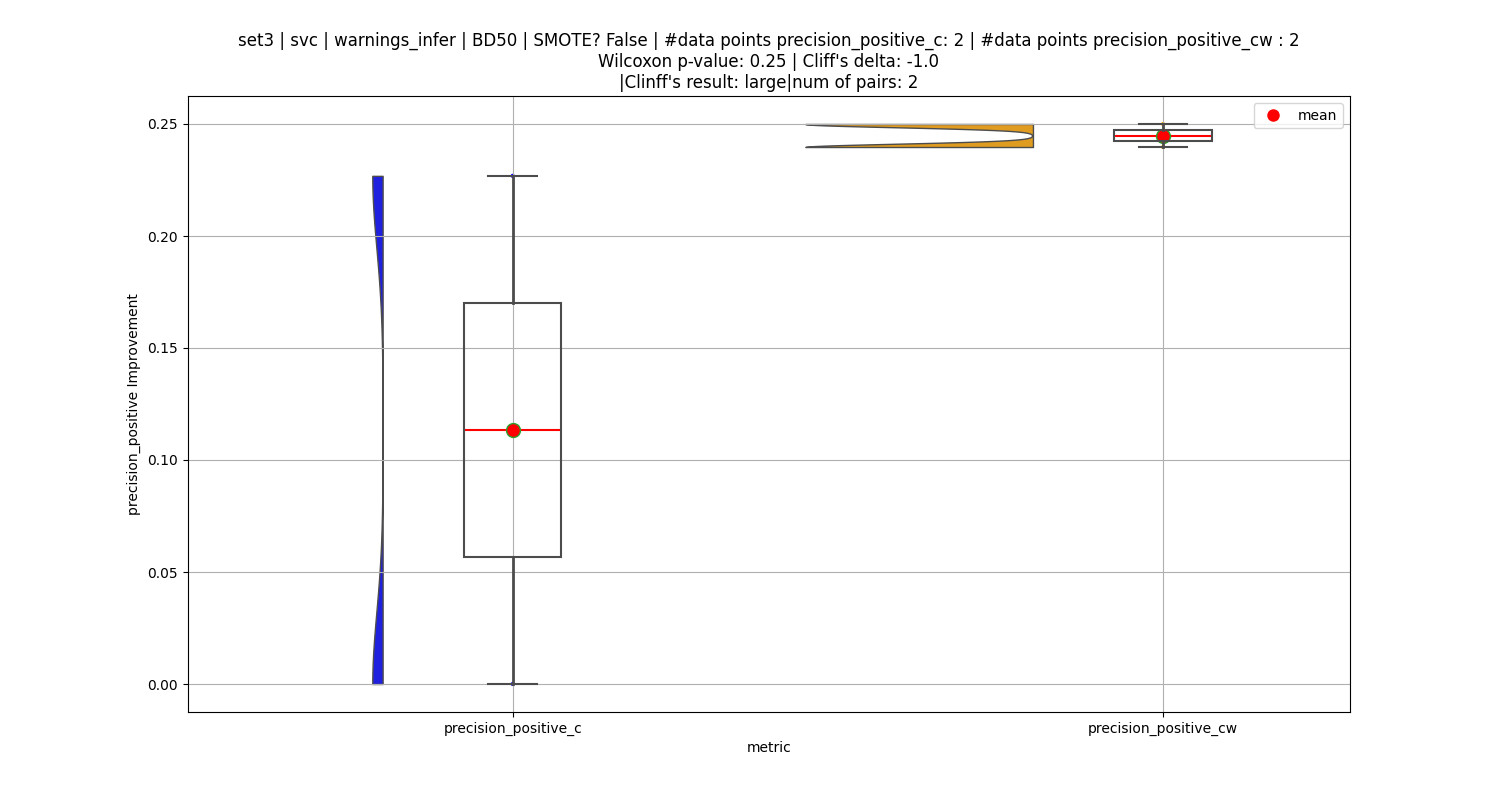 set3 | svc | warnings_infer | BD50 | SMOTE? False | #data points precision_positive_c: 2 | #data points precision_positive_cw : 2
Wilcoxon p-value: 0.25 | Cliff's delta: -1.0
|Clinff's result: large|num of pairs: 2
mean
0.25
0.20
0.15
0.10
0.05
0.00
precision_positive Improvement
precision_positive_c
precision_positive_cw
metric